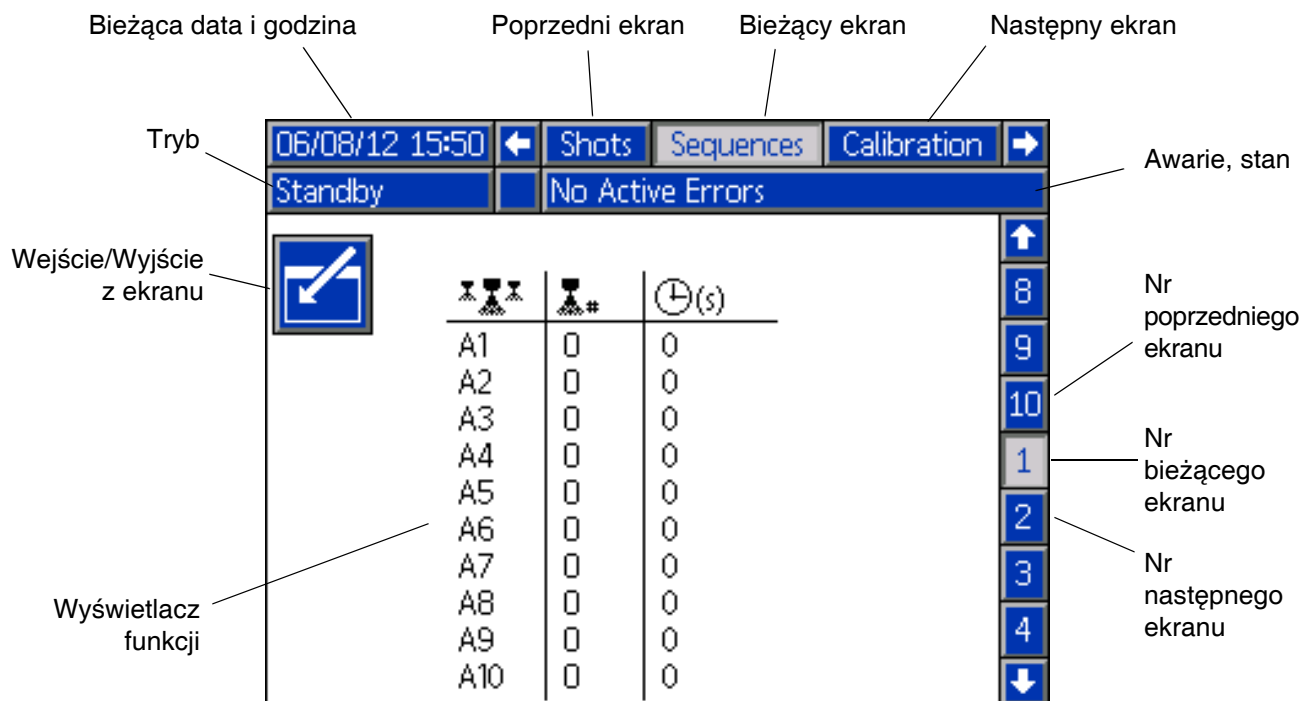 Bieżąca data i godzina
Poprzedni ekran
Bieżący ekran
Następny ekran
Tryb
06/08/12 15:50
Shots
Sequences
Calibration
Awarie, stan
Standby
No Active Errors
Wejście/Wyjście
z ekranu
# (s)
A1 0 0
A2 0 0
A3 0 0
A4 0 0
A5 0 0
A6 0 0
A7 0 0
A8 0 0
A9 0 0
A10 0 0
Wyświetlacz
funkcji
8
9
10
1
2
3
4
Nr
poprzedniego
ekranu
Nr
bieżącego
ekranu
Nr
następnego
ekranu